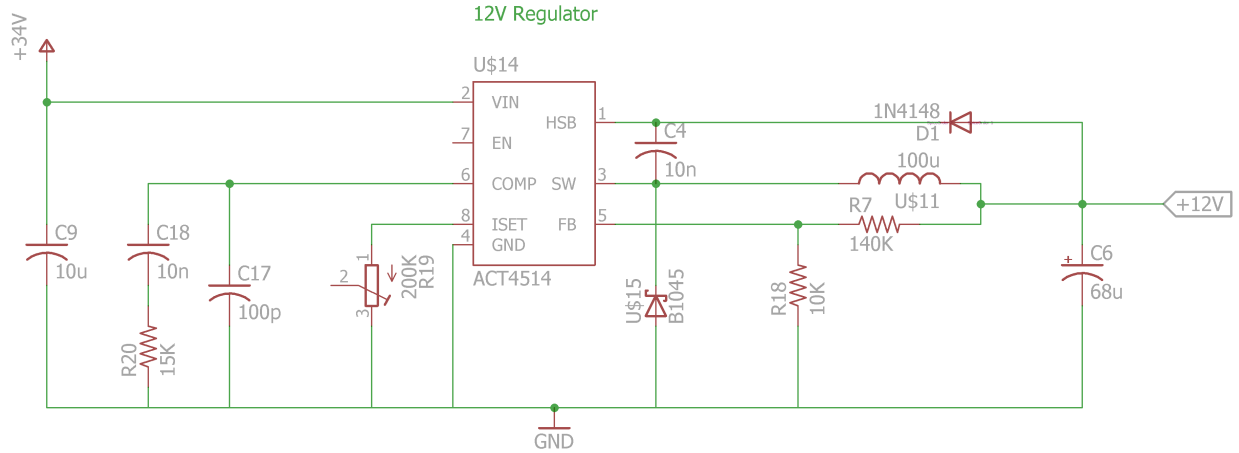 12V Regulator
+34V
U$14
2
VIN
HSB
1
7
EN
6
COMP
SW
3
8
ISET
FB
5
4
GND
ACT4514
1N4148
D1
C4
10n
100u
U$11
R7
140K
+12V
C9
10u
C18
10n
C17
100p
R20
15K
1
2
3
200K
R19
U$15
B1045
R18
10K
+
C6
68u
GND